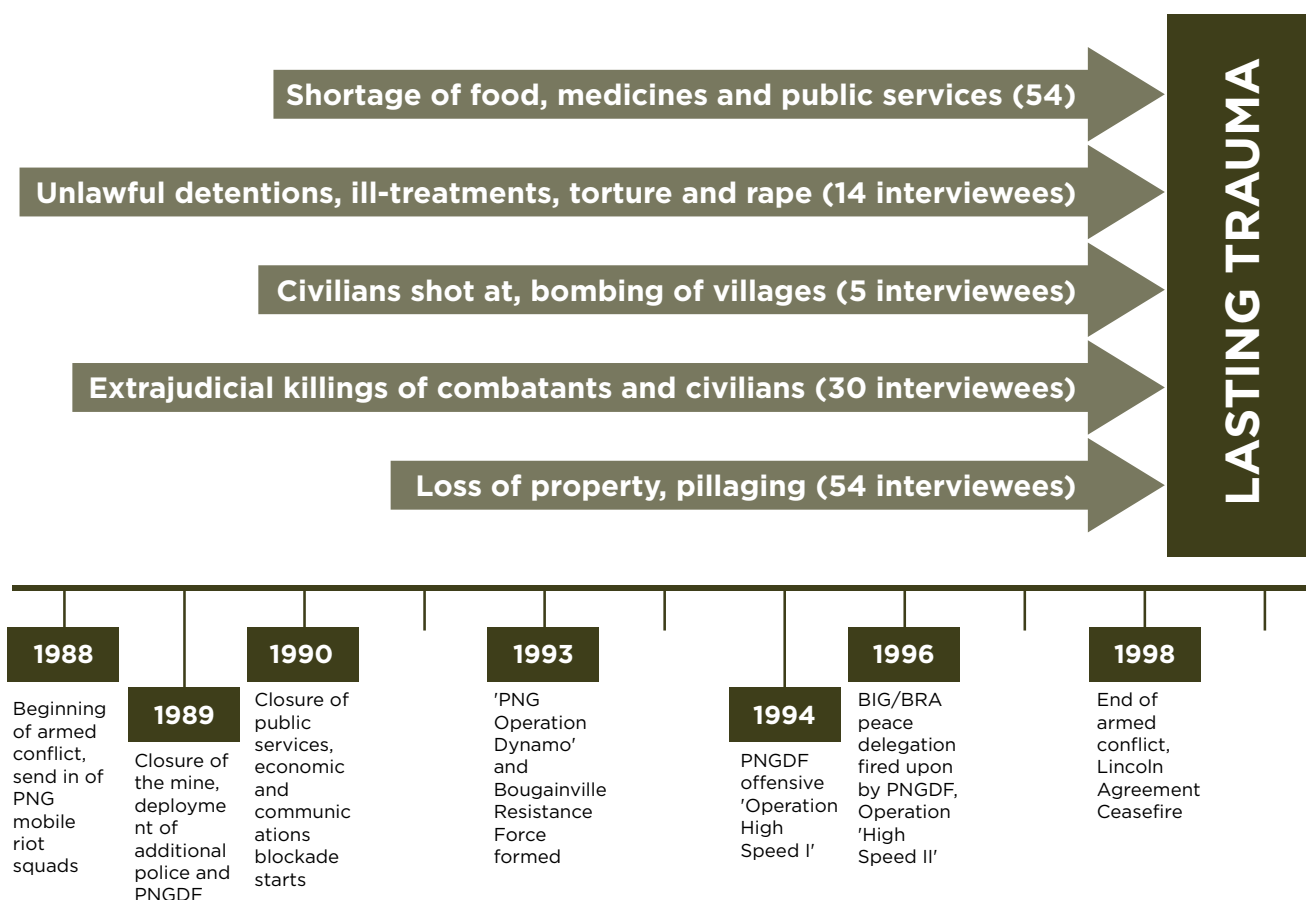 Shortage of food, medicines and public services (54)
Unlawful detentions, ill-treatments, torture and rape (14 interviewees)
Civilians shot at, bombing of villages (5 interviewees)
Extrajudicial killings of combatants and civilians (30 interviewees)
Loss of property, pillaging (54 interviewees)
LASTING TRAUMA
1988
Beginning
of armed
conflict,
send in of
PNG
mobile
riot
squads
1989
Closure of
the mine,
deployme
nt of
additional
police and
PNGDF
1990
Closure of
public
services,
economic
and
communic
ations
blockade
starts
1993
'PNG
Operation
Dynamo'
and
Bougainville
Resistance
Force
formed
1994
PNGDF
offensive
'Operation
High
Speed I'
1996
BIG/BRA
peace
delegation
fired upon
by PNGDF,
Operation
'High
Speed II'
1998
End of
armed
conflict,
Lincoln
Agreement
Ceasefire